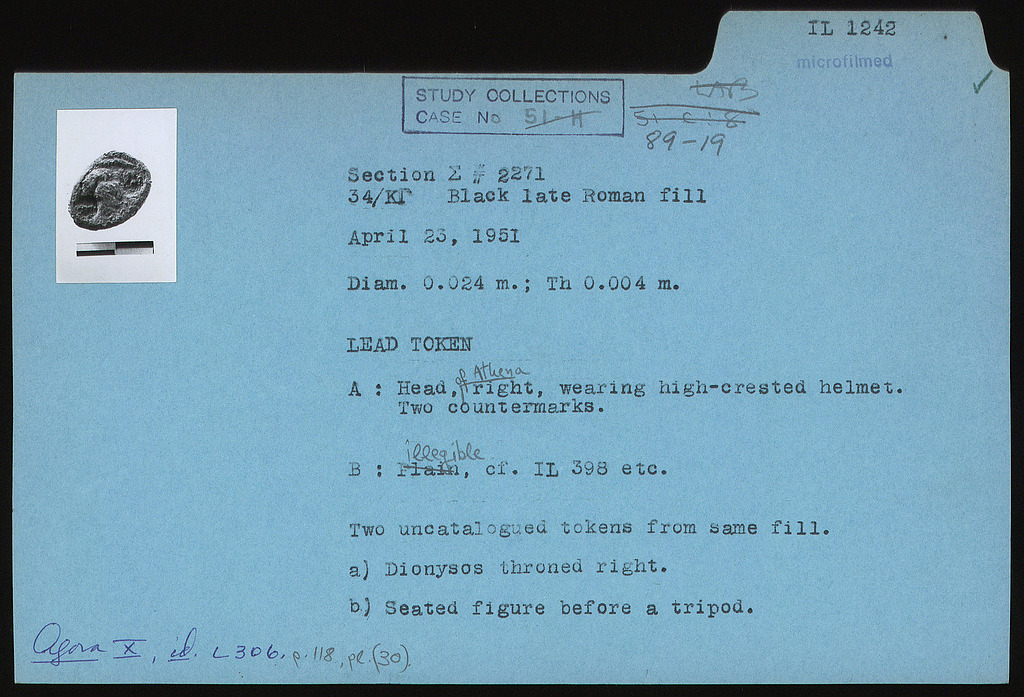 IL 1242
microfilmed
STUDY COLLECTIONS
CASE No 51-H
LAB
51 C 18
89-19
Section Σ # 2271
34/ΚΓ Black late Roman fill
April 23, 1951
Diam. 0.024 m.; Th 0.004 m.
LEAD TOKEN
of Athena
A : Head, right, wearing high-crested helmet.
Two countermarks.
illegible
B : Plain, cf. IL 398 etc.
Two uncatalogued tokens from same fill.
a) Dionysos throned right.
b) Seated figure before a tripod.
Agora X, id. L306, p. 118, pl. (30).